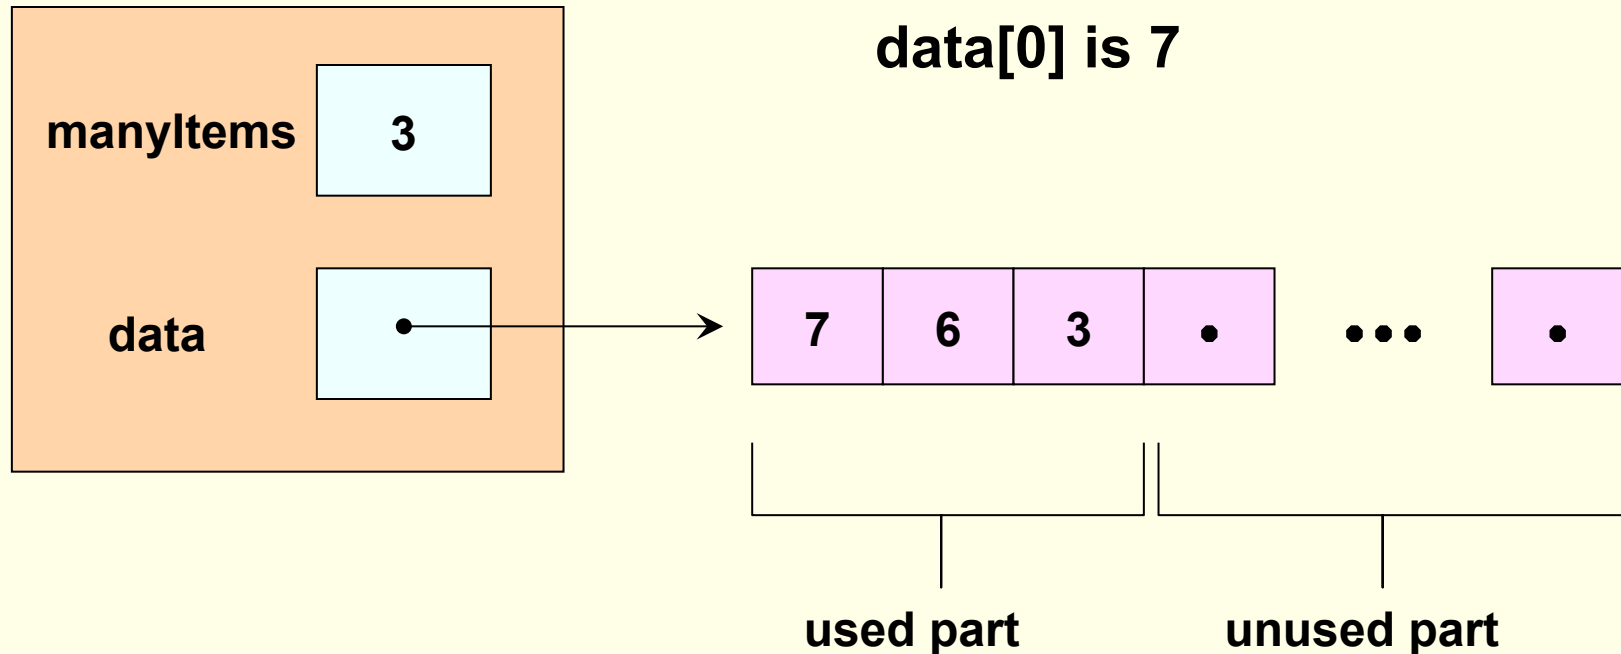 data[0] is 7
manyItems 3
data
7 6 3
used part unused part